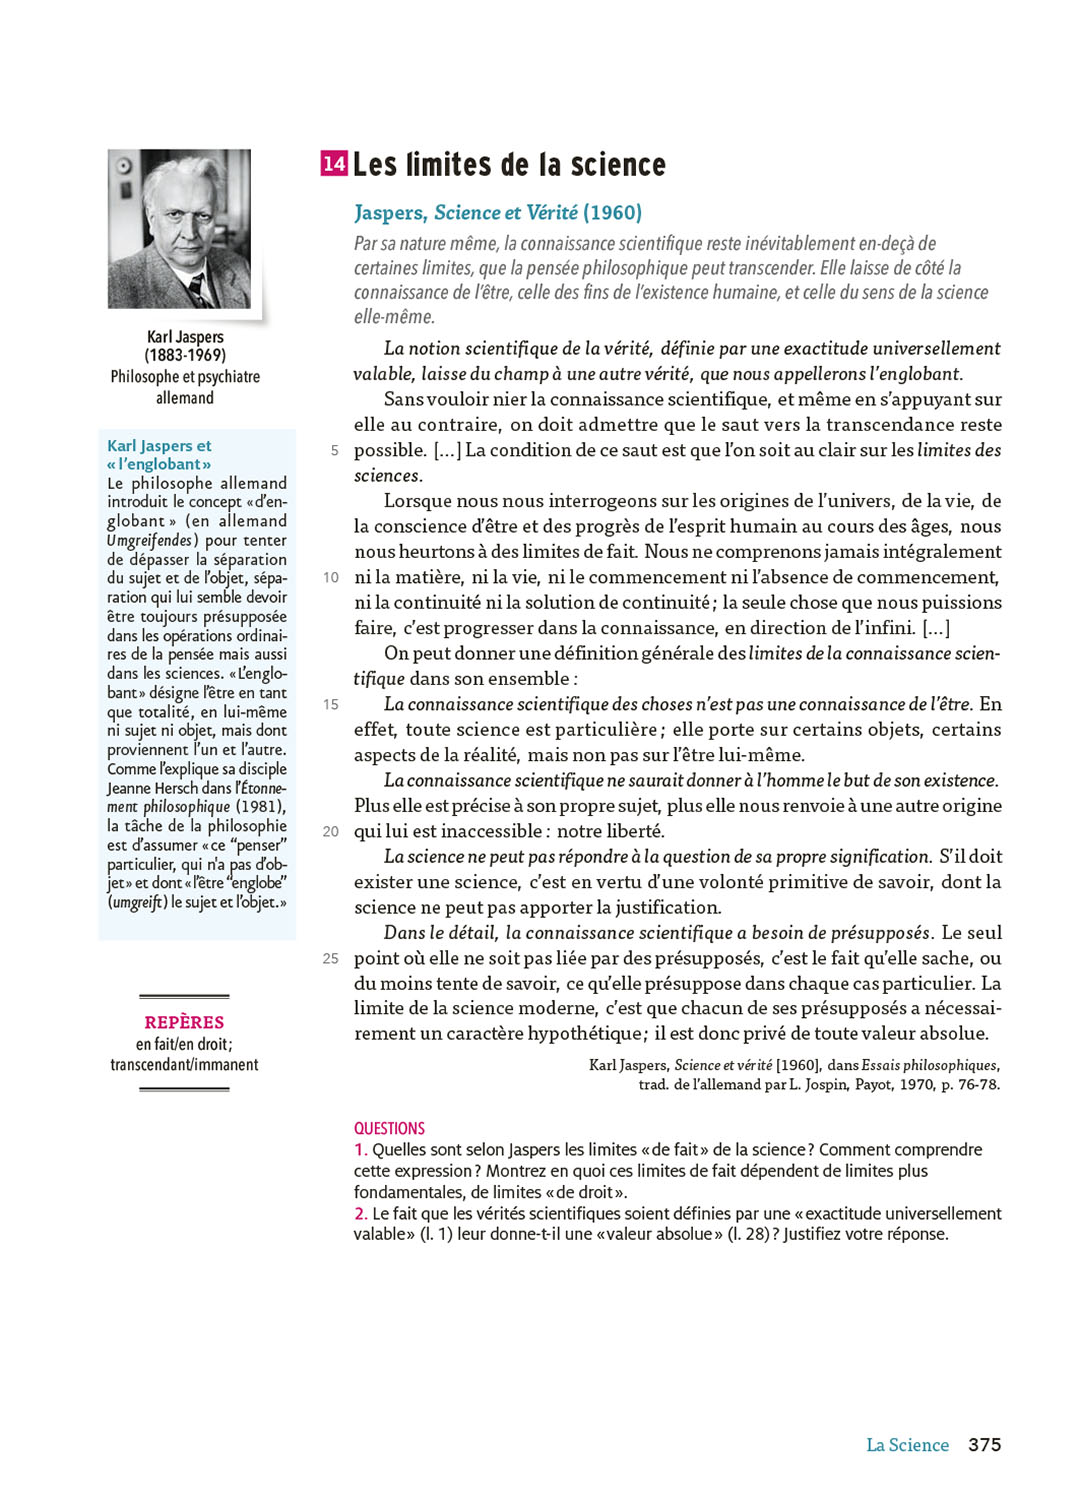 Karl Jaspers
(1883-1969)
Philosophe et psychiatre
allemand
Karl Jaspers et
« l’englobant »
Le philosophe allemand
introduit le concept « d’en-
globant » (en allemand
Umgreifendes) pour tenter
de dépasser la séparation
du sujet et de l’objet, sépa-
ration qui lui semble devoir
être toujours présupposée
dans les opérations ordinai-
res de la pensée mais aussi
dans les sciences. « L’englo-
bant » désigne l’être en tant
que totalité, en lui-même
ni sujet ni objet, mais dont
proviennent l’un et l’autre.
Comme l’explique sa disciple
Jeanne Hersch dans l’Étonne-
ment philosophique (1981),
la tâche de la philosophie
est d’assumer « ce “penser”
particulier, qui n'a pas d’ob-
jet » et dont « l’être “englobe”
(umgreift) le sujet et l’objet. »
REPÈRES
en fait/en droit ;
transcendant/immanent
14 Les limites de la science
Jaspers, Science et Vérité (1960)
Par sa nature même, la connaissance scientifique reste inévitablement en-deçà de
certaines limites, que la pensée philosophique peut transcender. Elle laisse de côté la
connaissance de l’être, celle des fins de l’existence humaine, et celle du sens de la science
elle-même.
La notion scientifique de la vérité, définie par une exactitude universellement
valable, laisse du champ à une autre vérité, que nous appellerons l’englobant.
Sans vouloir nier la connaissance scientifique, et même en s’appuyant sur
elle au contraire, on doit admettre que le saut vers la transcendance reste
5 possible. […] La condition de ce saut est que l’on soit au clair sur les limites des
sciences.
Lorsque nous nous interrogeons sur les origines de l’univers, de la vie, de
la conscience d’être et des progrès de l’esprit humain au cours des âges, nous
nous heurtons à des limites de fait. Nous ne comprenons jamais intégralement
10 ni la matière, ni la vie, ni le commencement ni l’absence de commencement,
ni la continuité ni la solution de continuité ; la seule chose que nous puissions
faire, c’est progresser dans la connaissance, en direction de l’infini. […]
On peut donner une définition générale des limites de la connaissance scien-
tifique dans son ensemble :
15 La connaissance scientifique des choses n’est pas une connaissance de l’être. En
effet, toute science est particulière ; elle porte sur certains objets, certains
aspects de la réalité, mais non pas sur l’être lui-même.
La connaissance scientifique ne saurait donner à l’homme le but de son existence.
Plus elle est précise à son propre sujet, plus elle nous renvoie à une autre origine
20 qui lui est inaccessible : notre liberté.
La science ne peut pas répondre à la question de sa propre signification. S’il doit
exister une science, c’est en vertu d’une volonté primitive de savoir, dont la
science ne peut pas apporter la justification.
Dans le détail, la connaissance scientifique a besoin de présupposés. Le seul
25 point où elle ne soit pas liée par des présupposés, c’est le fait qu’elle sache, ou
du moins tente de savoir, ce qu’elle présuppose dans chaque cas particulier. La
limite de la science moderne, c’est que chacun de ses présupposés a nécessai-
rement un caractère hypothétique ; il est donc privé de toute valeur absolue.
Karl Jaspers, Science et vérité [1960], dans Essais philosophiques,
trad. de l’allemand par L. Jospin, Payot, 1970, p. 76-78.
QUESTIONS
1. Quelles sont selon Jaspers les limites « de fait » de la science ? Comment comprendre
cette expression ? Montrez en quoi ces limites de fait dépendent de limites plus
fondamentales, de limites « de droit ».
2. Le fait que les vérités scientifiques soient définies par une « exactitude universellement
valable » (l. 1) leur donne-t-il une « valeur absolue » (l. 28) ? Justifiez votre réponse.
La Science 375